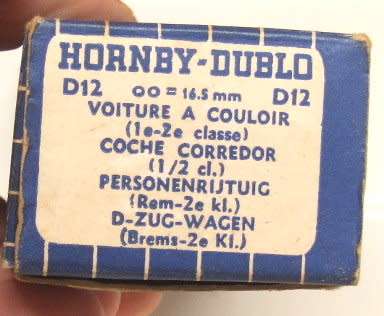 HORNBY-DUBLO
D12 OO = 16.5 mm D12
VOITURE A COULOIR
(1e-2e classe)
COCHE CORREDOR
(1/2 cl.)
PERSONENRIJTUIG
(Rem-2e kl.)
D-ZUG-WAGEN
(Brems-2e Kl.)